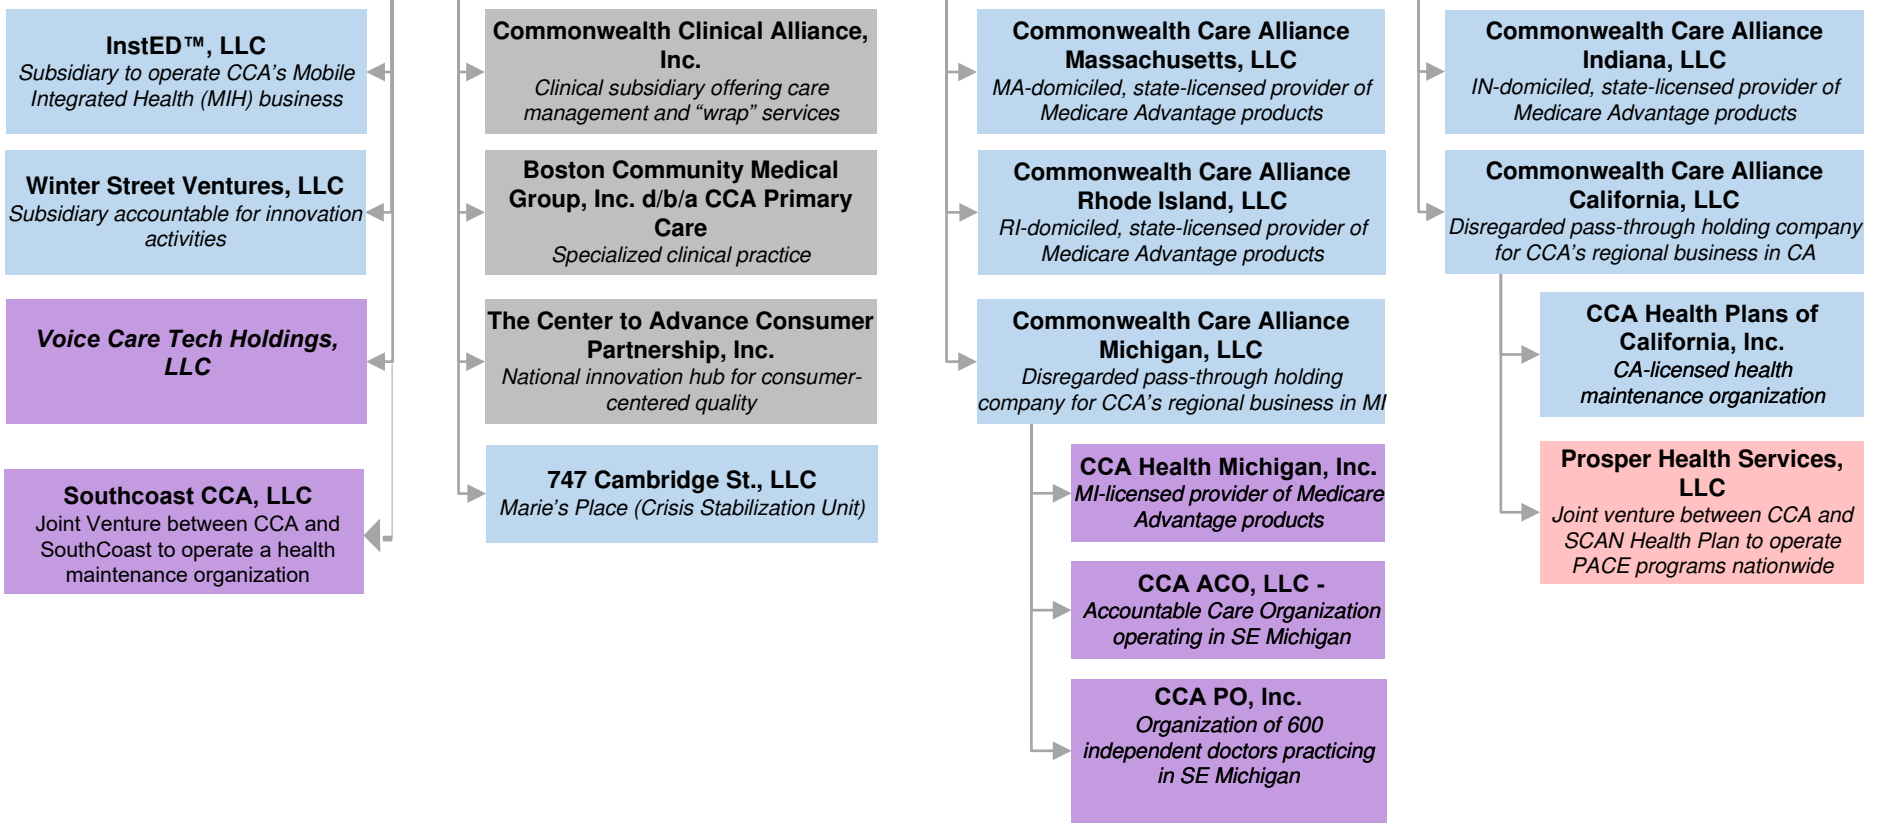 InstED™, LLC
Subsidiary to operate CCA's Mobile
Integrated Health (MIH) business
Winter Street Ventures, LLC
Subsidiary accountable for innovation
activities
Voice Care Tech Holdings,
LLC
Southcoast CCA, LLC
Joint Venture between CCA and
SouthCoast to operate a health
maintenance organization
Commonwealth Clinical Alliance,
Inc.
Clinical subsidiary offering care
management and “wrap” services
Boston Community Medical
Group, Inc. d/b/a CCA Primary
Care
Specialized clinical practice
The Center to Advance Consumer
Partnership, Inc.
National innovation hub for consumer-
centered quality
747 Cambridge St., LLC
Marie's Place (Crisis Stabilization Unit)
Commonwealth Care Alliance
Massachusetts, LLC
MA-domiciled, state-licensed provider of
Medicare Advantage products
Commonwealth Care Alliance
Rhode Island, LLC
RI-domiciled, state-licensed provider of
Medicare Advantage products
Commonwealth Care Alliance
Michigan, LLC
Disregarded pass-through holding
company for CCA's regional business in MI
CCA Health Michigan, Inc.
MI-licensed provider of Medicare
Advantage products
CCA ACO, LLC -
Accountable Care Organization
operating in SE Michigan
CCA PO, Inc.
Organization of 600
independent doctors practicing
in SE Michigan
Commonwealth Care Alliance
Indiana, LLC
IN-domiciled, state-licensed provider of
Medicare Advantage products
Commonwealth Care Alliance
California, LLC
Disregarded pass-through holding company
for CCA's regional business in CA
CCA Health Plans of
California, Inc.
CA-licensed health
maintenance organization
Prosper Health Services,
LLC
Joint venture between CCA and
SCAN Health Plan to operate
PACE programs nationwide